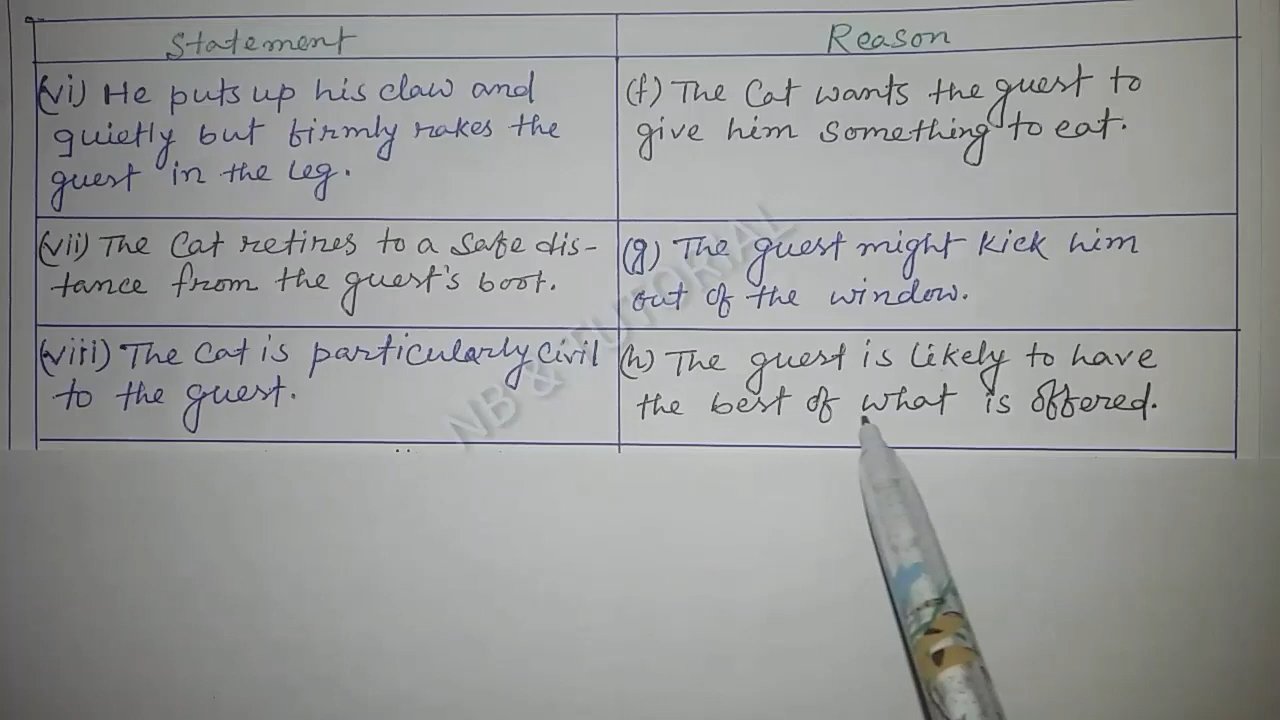 Statement
Reason
(vi) He puts up his claw and
quietly but firmly rakes the
guest in the leg.
(f) The Cat wants the guest to
give him something to eat.
(vii) The Cat retires to a safe dis-
tance from the guest's boot.
(g) The guest might kick him
out of the window.
(viii) The Cat is particularly civil
to the guest.
(h) The guest is likely to have
the best of what is offered.
NB & TUTORIAL